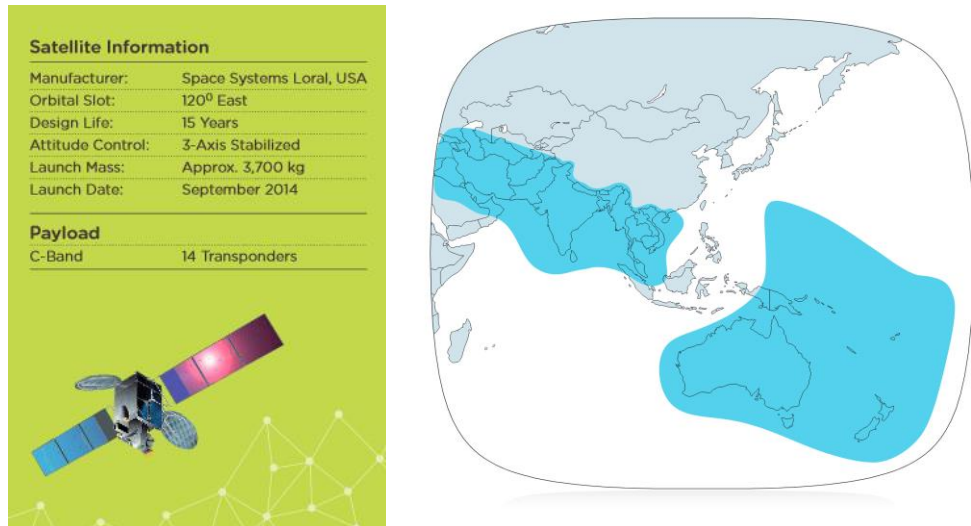 Satellite Information
Manufacturer: Space Systems Loral, USA
Orbital Slot: 120⁰ East
Design Life: 15 Years
Attitude Control: 3-Axis Stabilized
Launch Mass: Approx. 3,700 kg
Launch Date: September 2014
Payload
C-Band 14 Transponders